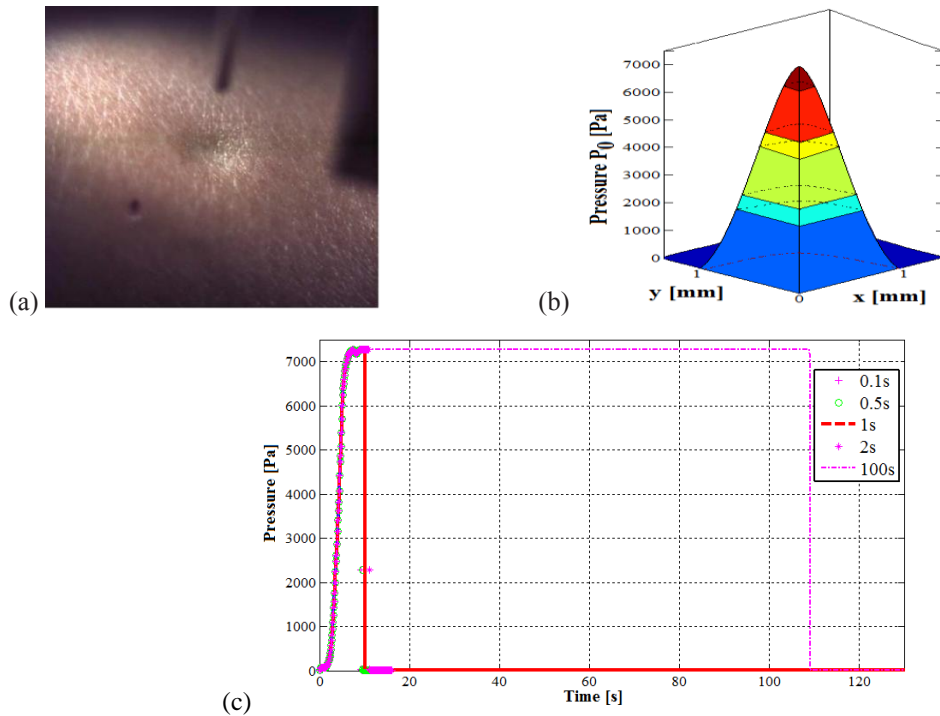 (a)
(b)
Pressure P0 [Pa]
7000
6000
5000
4000
3000
2000
1000
0
1
1
y [mm]
0
x [mm]
(c)
Pressure [Pa]
7000
6000
5000
4000
3000
2000
1000
0
0 20 40 60 80 100 120
Time [s]
0.1s
0.5s
1s
2s
100s